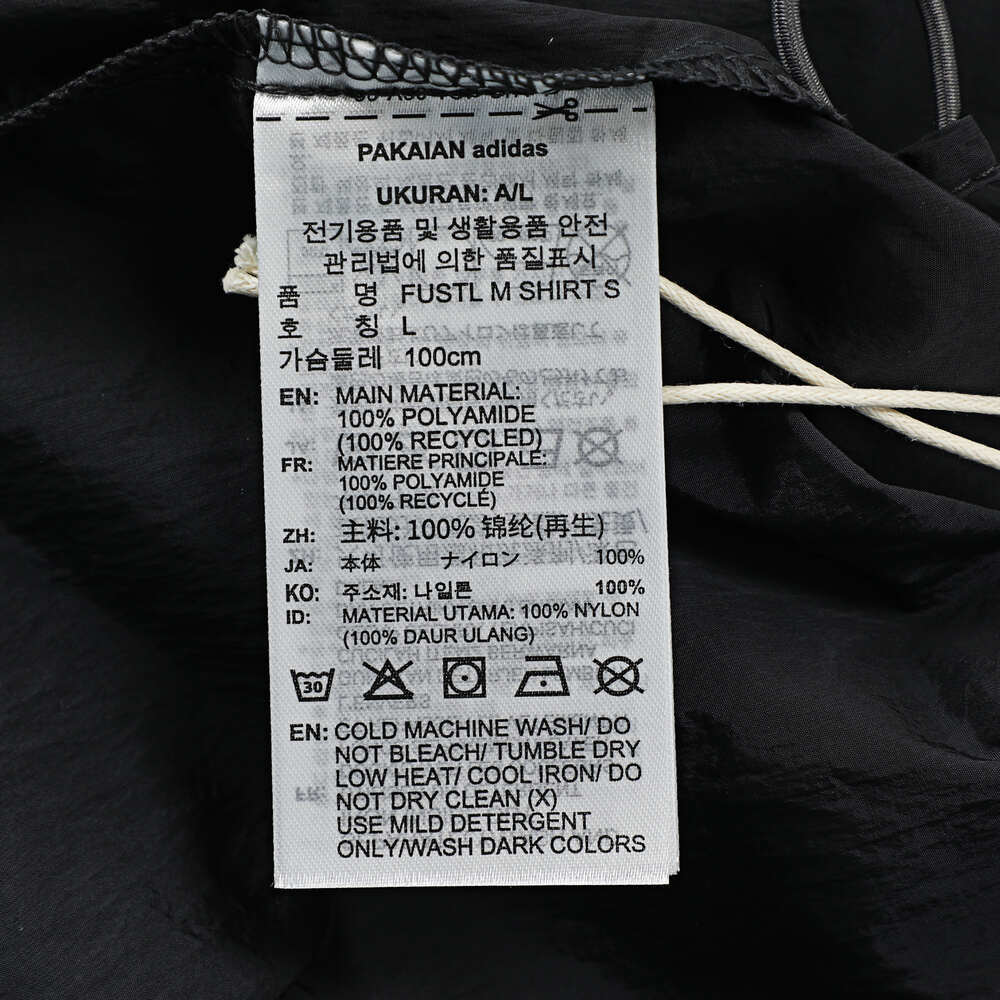 PAKAIAN adidas
UKURAN: A/L
전기용품 및 생활용품 안전
관리법에 의한 품질표시
품 명 FUSTL M SHIRT S
호 칭 L
가슴둘레 100cm
EN: MAIN MATERIAL:
100% POLYAMIDE
(100% RECYCLED)
FR: MATIERE PRINCIPALE:
100% POLYAMIDE
(100% RECYCLÉ)
ZH: 主料: 100% 锦纶(再生)
JA: 本体 ナイロン 100%
KO: 주소재: 나일론 100%
ID: MATERIAL UTAMA: 100% NYLON
(100% DAUR ULANG)
30
EN: COLD MACHINE WASH/ DO
NOT BLEACH/ TUMBLE DRY
LOW HEAT/ COOL IRON/ DO
NOT DRY CLEAN (X)
USE MILD DETERGENT
ONLY/WASH DARK COLORS